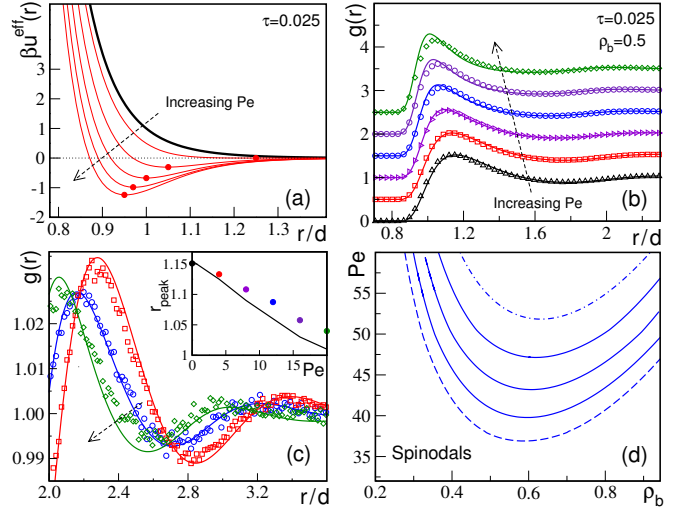 βu^eff(r)
τ=0.025
3
2
1
0
-1
-2
Increasing Pe
(a)
0.8 0.9 1 1.1 1.2 1.3
r/d
g(r)
τ=0.025
ρ_b=0.5
4
3
2
1
0
Increasing Pe
(b)
0.8 1.2 1.6 2
r/d
g(r)
1.02
1.01
1.00
0.99
r_peak
1.15
1.1
1.05
1
0 5 10 15
Pe
(c)
2.0 2.4 2.8 3.2
r/d
Pe
55
50
45
40
35
Spinodals
(d)
0.2 0.4 0.6 0.8
ρ_b